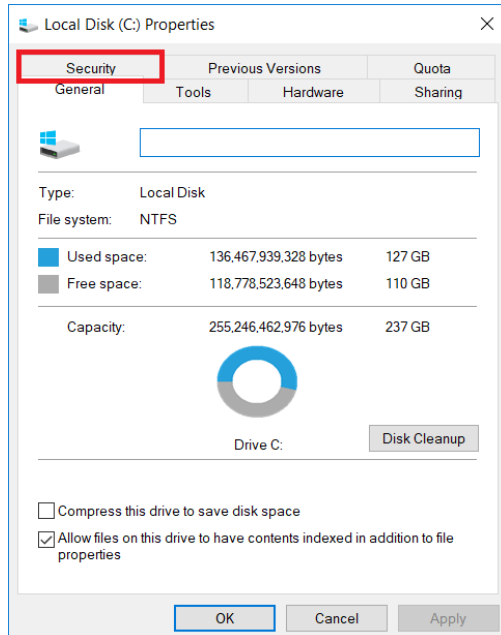 Local Disk (C:) Properties
Security Previous Versions Quota
General Tools Hardware Sharing
Type: Local Disk
File system: NTFS
Used space: 136,467,939,328 bytes 127 GB
Free space: 118,778,523,648 bytes 110 GB
Capacity: 255,246,462,976 bytes 237 GB
Drive C: Disk Cleanup
Compress this drive to save disk space
Allow files on this drive to have contents indexed in addition to file
properties
OK Cancel Apply